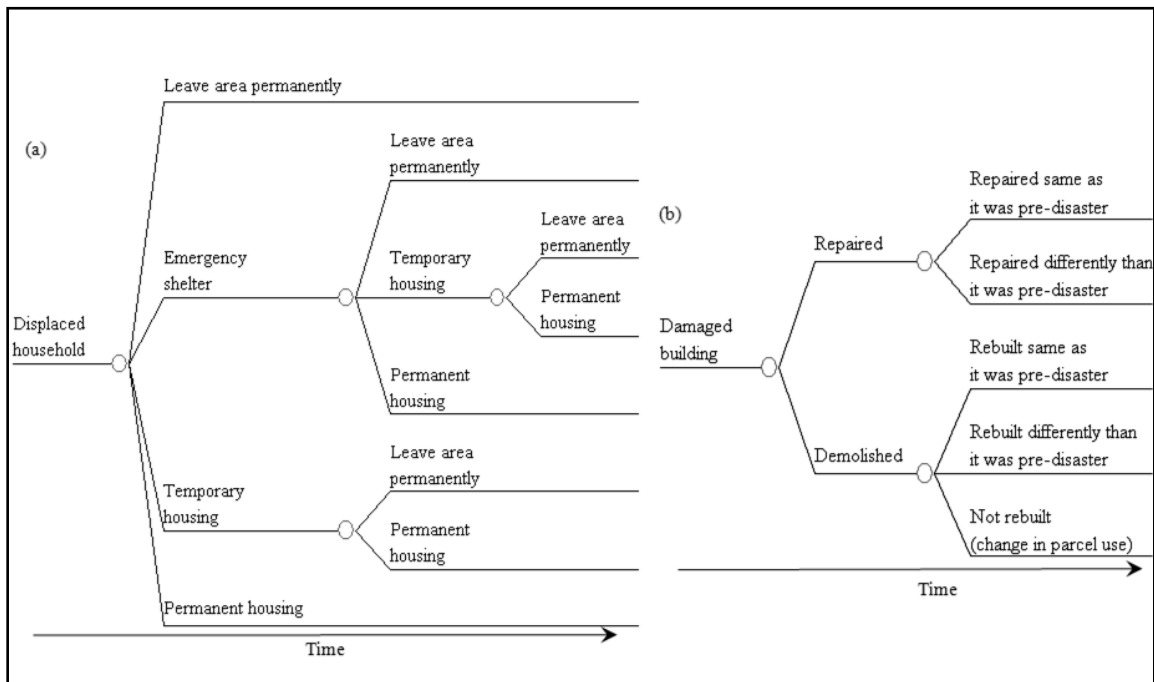 (a)
Leave area permanently
Leave area
permanently
Leave area
permanently
Emergency
shelter
Temporary
housing
Permanent
housing
Displaced
household
Permanent
housing
Leave area
permanently
Temporary
housing
Permanent
housing
Permanent housing
Time
(b)
Repaired same as
it was pre-disaster
Repaired
Repaired differently than
it was pre-disaster
Damaged
building
Rebuilt same as
it was pre-disaster
Rebuilt differently than
it was pre-disaster
Demolished
Not rebuilt
(change in parcel use)
Time